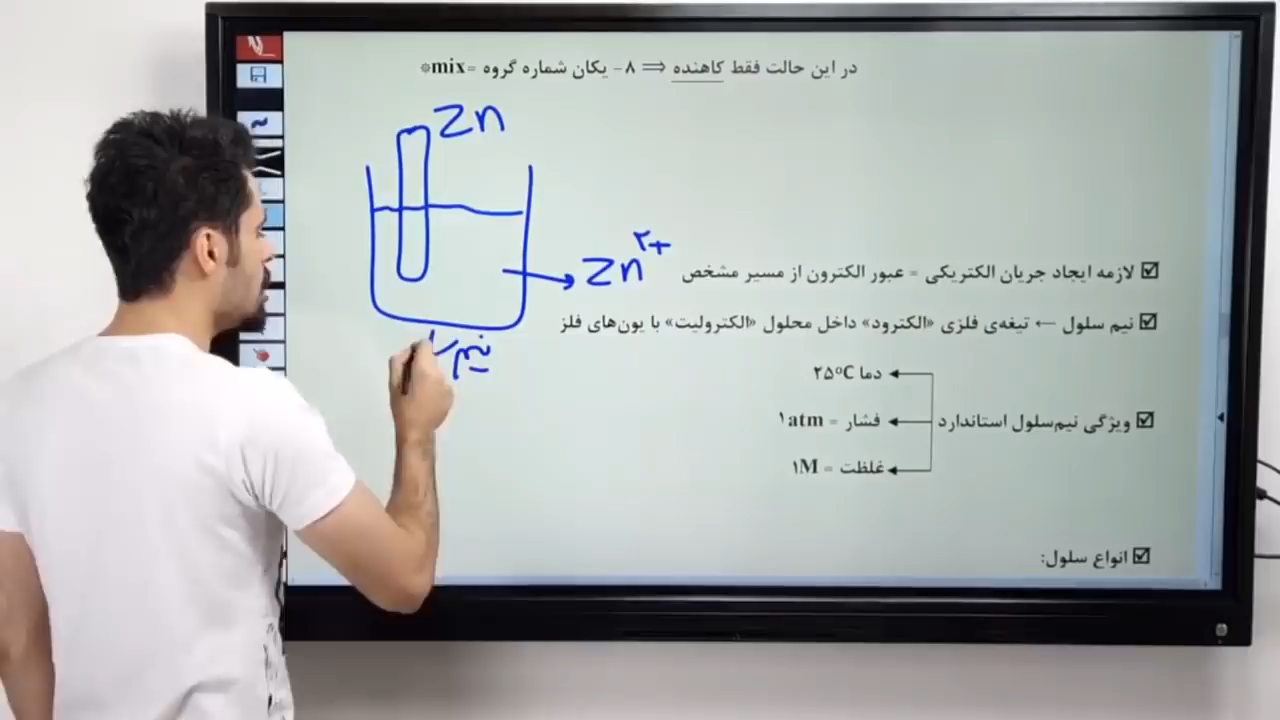 در این حالت فقط کاهنده ⟹ ۸- یکان شماره گروه =mix*
Zn
Zn²⁺
نیم
☑ لازمه ایجاد جریان الکتریکی = عبور الکترون از مسیر مشخص
☑ نیم سلول ← تیغه‌ی فلزی «الکترود» داخل محلول «الکترولیت» با یون‌های فلز
دما ۲۵°C
☑ ویژگی نیم‌سلول استاندارد
فشار = ۱atm
غلظت = ۱M
☑ انواع سلول: